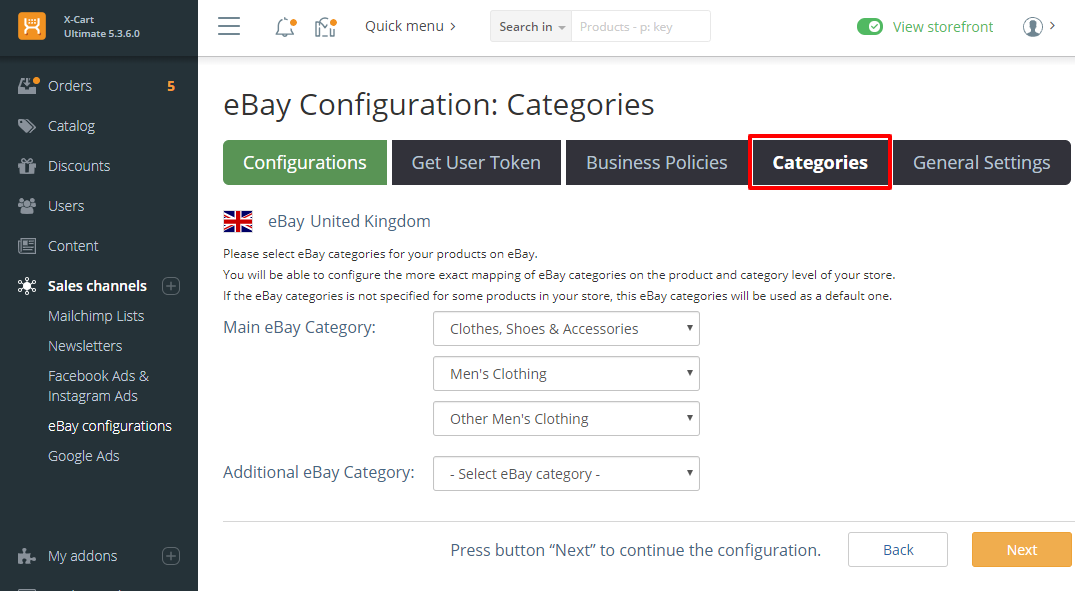 X-Cart
Ultimate 5.3.6.0
Quick menu
Search in
Products - p: key
View storefront
Orders
5
Catalog
Discounts
Users
Content
Sales channels
Mailchimp Lists
Newsletters
Facebook Ads &
Instagram Ads
eBay configurations
Google Ads
My addons
eBay Configuration: Categories
Configurations
Get User Token
Business Policies
Categories
General Settings
eBay United Kingdom
Please select eBay categories for your products on eBay.
You will be able to configure the more exact mapping of eBay categories on the product and category level of your store.
If the eBay categories is not specified for some products in your store, this eBay categories will be used as a default one.
Main eBay Category:
Clothes, Shoes & Accessories
Men's Clothing
Other Men's Clothing
Additional eBay Category:
- Select eBay category -
Press button “Next” to continue the configuration.
Back
Next